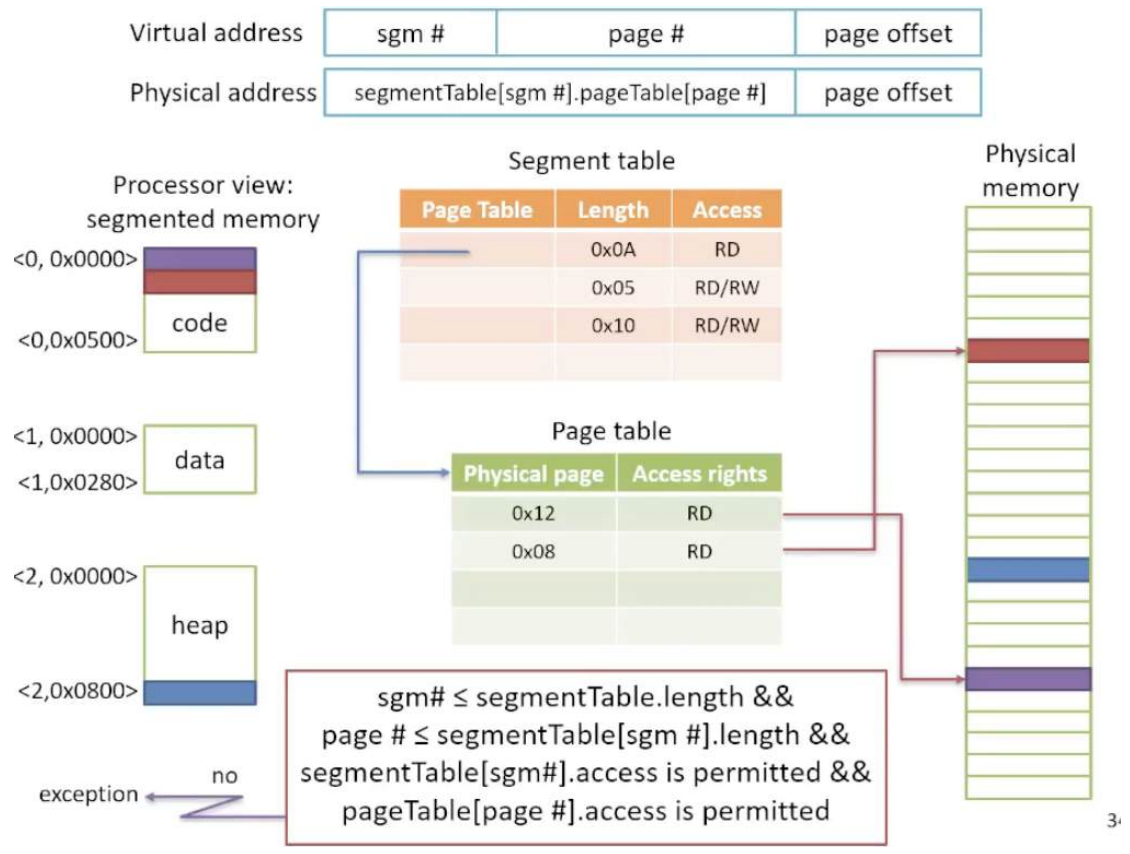 Virtual address sgm # page # page offset
Physical address segmentTable[sgm #].pageTable[page #] page offset
Segment table
Physical
memory
Processor view:
segmented memory
Page Table Length Access
0x0A RD
0x05 RD/RW
0x10 RD/RW
<0, 0x0000>
code
<0,0x0500>
<1, 0x0000>
data
<1,0x0280>
Page table
Physical page Access rights
0x12 RD
0x08 RD
<2, 0x0000>
heap
<2,0x0800>
sgm# ≤ segmentTable.length &&
page # ≤ segmentTable[sgm #].length &&
segmentTable[sgm#].access is permitted &&
pageTable[page #].access is permitted
no
exception